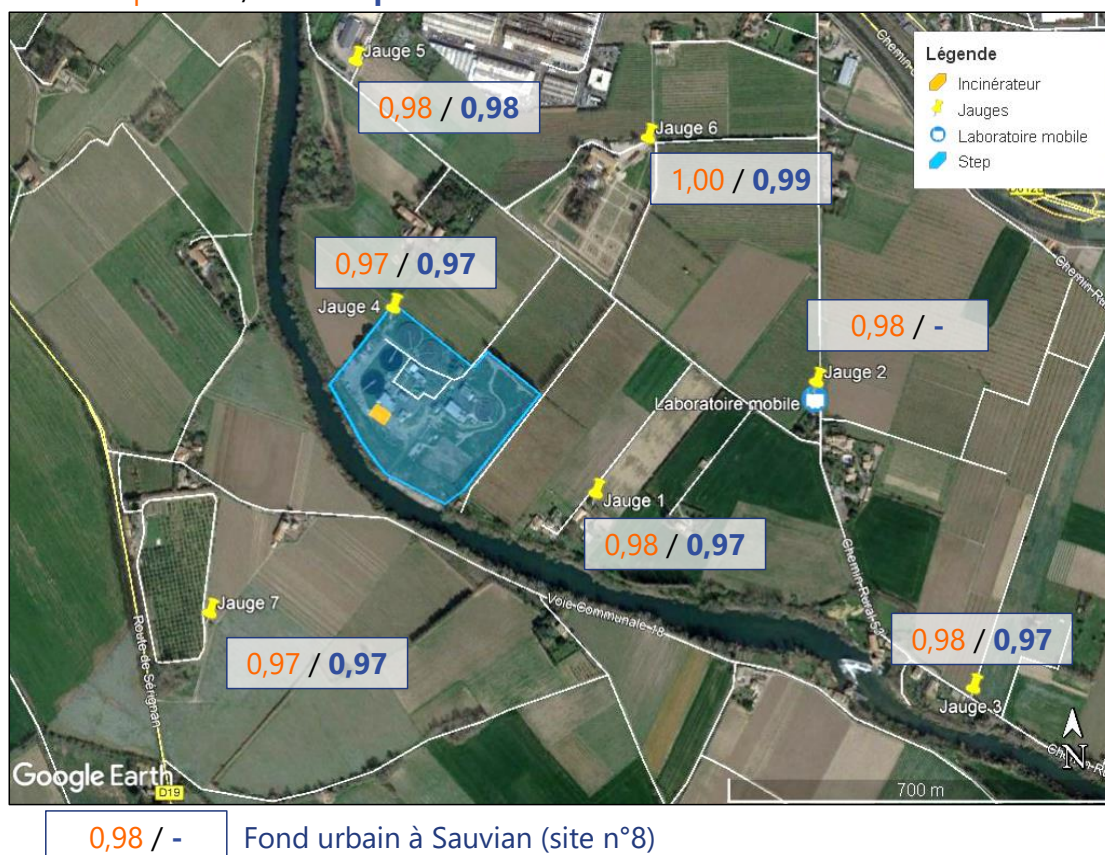 Jauge 5
0,98 / 0,98
Légende
Incinérateur
Jauges
Laboratoire mobile
Step
Jauge 6
1,00 / 0,99
0,97 / 0,97
Jauge 4
0,98 / -
Jauge 2
Laboratoire mobile
Jauge 1
0,98 / 0,97
Voie Communale 18
Chemin Rural 52
Jauge 7
0,97 / 0,97
Route de Sérignan
0,98 / 0,97
Jauge 3
N
700 m
Google Earth
D19
0,98 / - Fond urbain à Sauvian (site n°8)